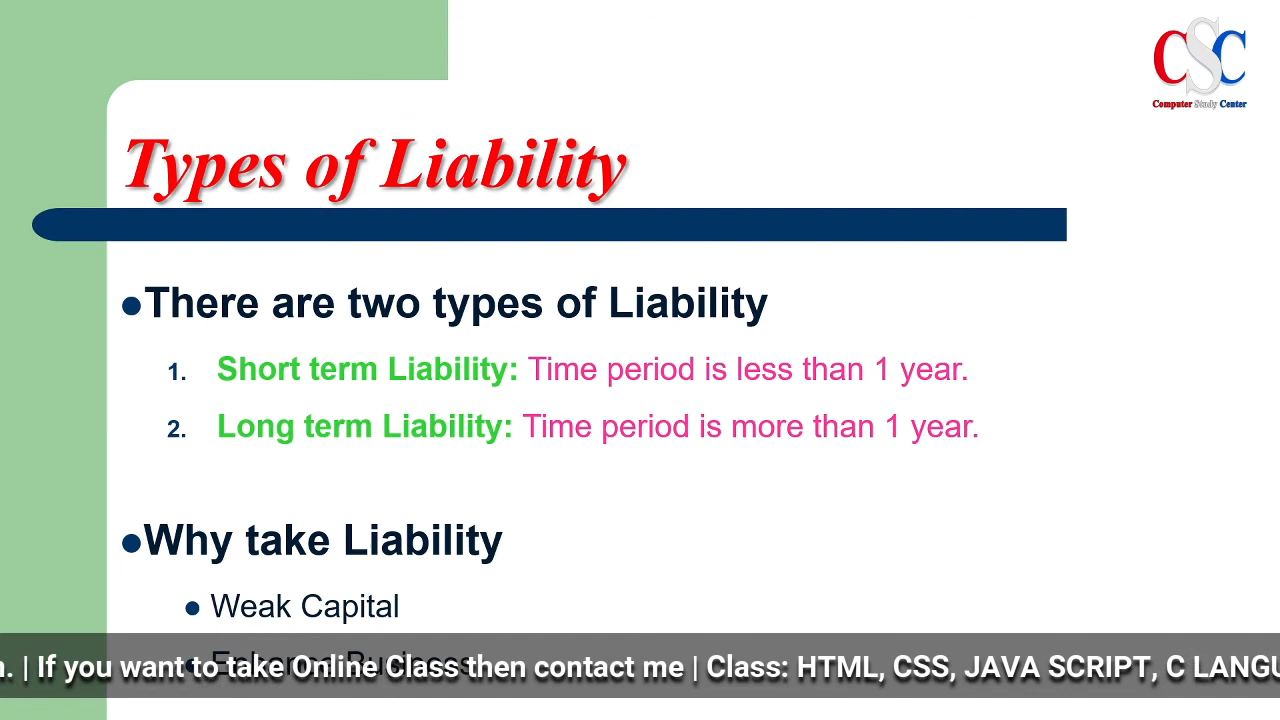 CSC
Computer Study Center
Types of Liability
There are two types of Liability
1. Short term Liability: Time period is less than 1 year.
2. Long term Liability: Time period is more than 1 year.
Why take Liability
Weak Capital
Enhance Business
. | If you want to take Online Class then contact me | Class: HTML, CSS, JAVA SCRIPT, C